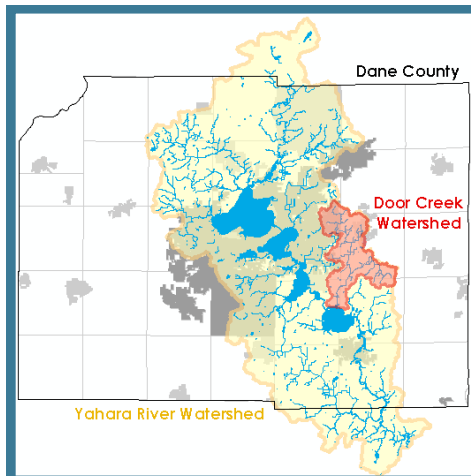 Dane County
Door Creek
Watershed
Yahara River Watershed